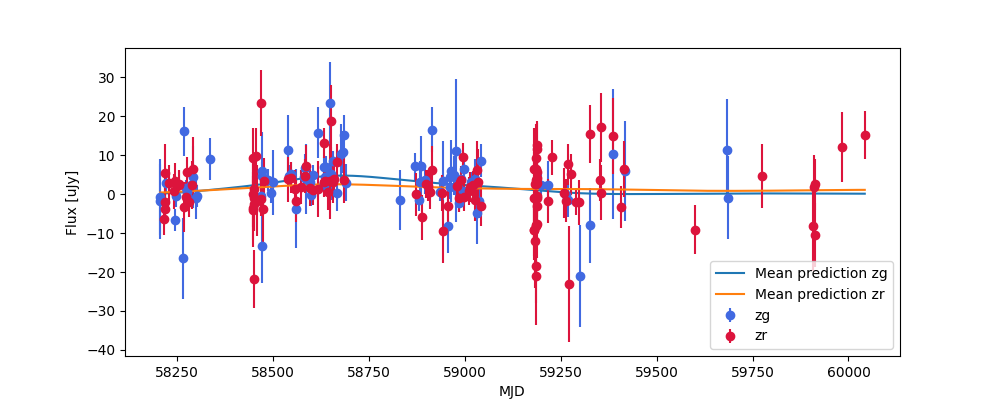 30
20
10
0
−10
−20
−30
−40
Flux [uJy]
58250 58500 58750 59000 59250 59500 59750 60000
MJD
Mean prediction zg
Mean prediction zr
zg
zr